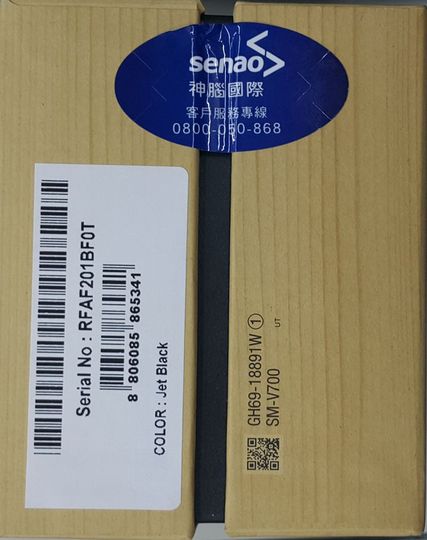 senao
神腦國際
客戶服務專線
0800-050-868
Serial No : RFAF201BF0T
8 806085 865341
COLOR : Jet Black
GH69-18891W ①
SM-V700
UT